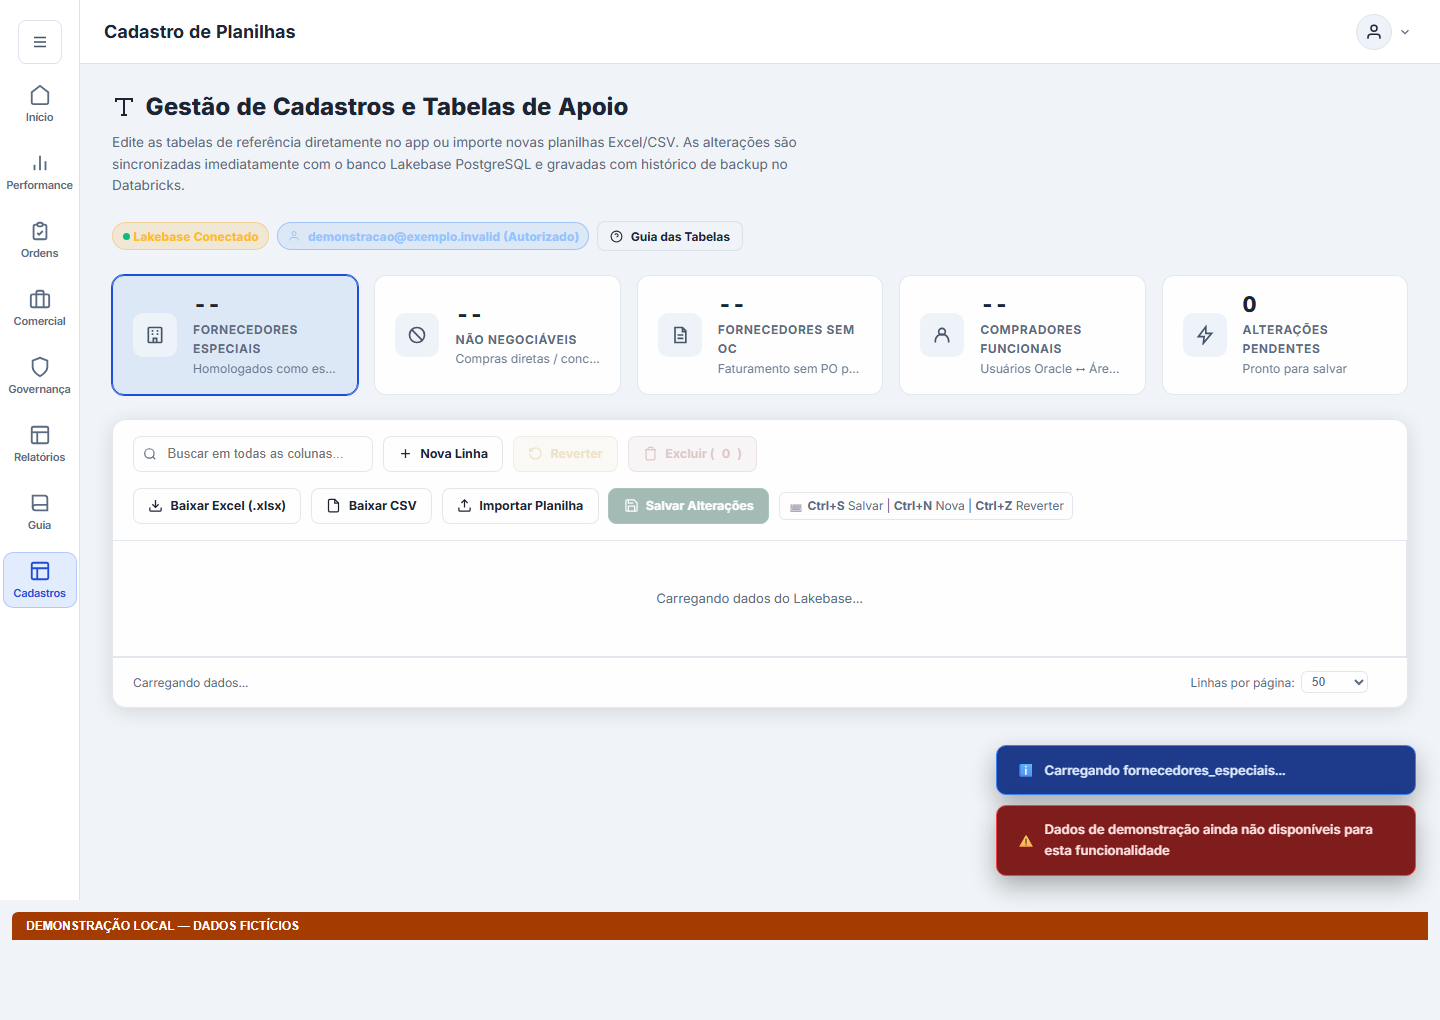 Cadastro de Planilhas
Início
Performance
Ordens
Comercial
Governança
Relatórios
Guia
Cadastros
Gestão de Cadastros e Tabelas de Apoio
Edite as tabelas de referência diretamente no app ou importe novas planilhas Excel/CSV. As alterações são
sincronizadas imediatamente com o banco Lakebase PostgreSQL e gravadas com histórico de backup no
Databricks.
Lakebase Conectado
demonstracao@exemplo.invalid (Autorizado)
Guia das Tabelas
--
FORNECEDORES
ESPECIAIS
Homologados como es...
--
NÃO NEGOCIÁVEIS
Compras diretas / conc...
--
FORNECEDORES SEM
OC
Faturamento sem PO p...
--
COMPRADORES
FUNCIONAIS
Usuários Oracle ↔ Áre...
0
ALTERAÇÕES
PENDENTES
Pronto para salvar
Buscar em todas as colunas...
Nova Linha
Reverter
Excluir ( 0 )
Baixar Excel (.xlsx)
Baixar CSV
Importar Planilha
Salvar Alterações
Ctrl+S Salvar | Ctrl+N Nova | Ctrl+Z Reverter
Carregando dados do Lakebase...
Carregando dados...
Linhas por página: 50
Carregando fornecedores_especiais...
Dados de demonstração ainda não disponíveis para
esta funcionalidade
DEMONSTRAÇÃO LOCAL — DADOS FICTÍCIOS